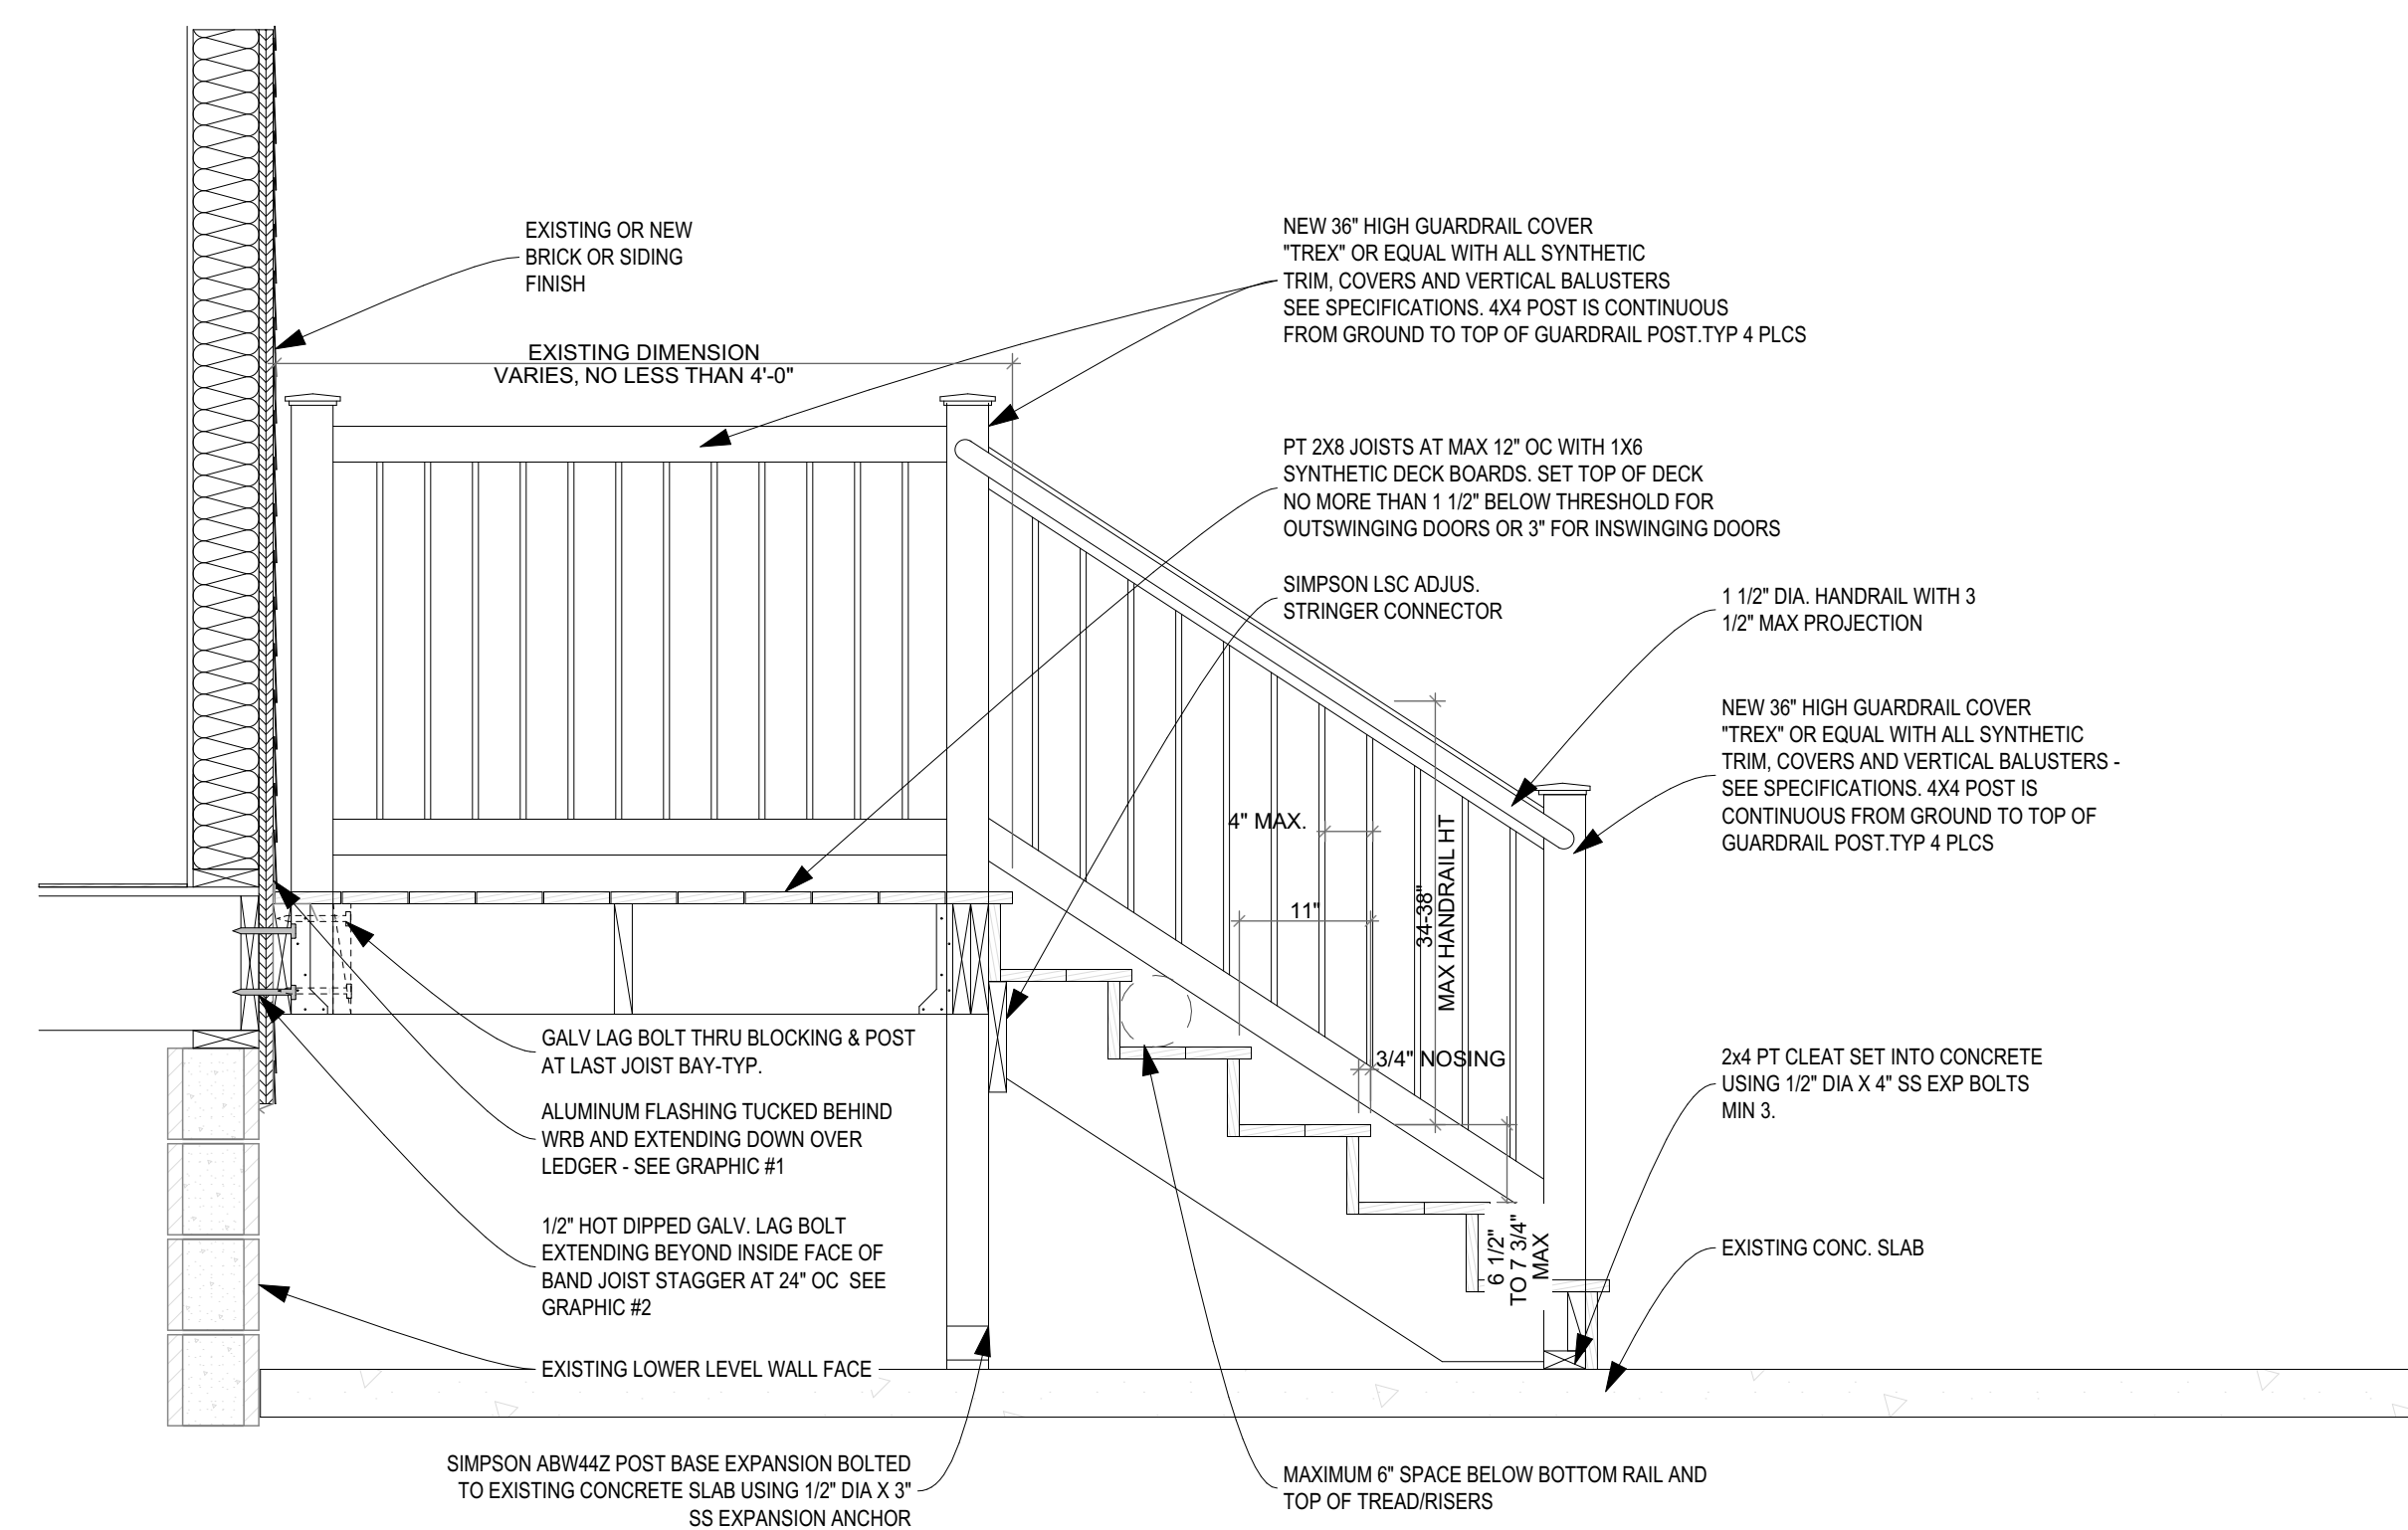 EXISTING OR NEW
BRICK OR SIDING
FINISH
EXISTING DIMENSION
VARIES, NO LESS THAN 4'-0"
NEW 36" HIGH GUARDRAIL COVER
"TREX" OR EQUAL WITH ALL SYNTHETIC
TRIM, COVERS AND VERTICAL BALUSTERS
SEE SPECIFICATIONS. 4X4 POST IS CONTINUOUS
FROM GROUND TO TOP OF GUARDRAIL POST.TYP 4 PLCS
PT 2X8 JOISTS AT MAX 12" OC WITH 1X6
SYNTHETIC DECK BOARDS. SET TOP OF DECK
NO MORE THAN 1 1/2" BELOW THRESHOLD FOR
OUTSWINGING DOORS OR 3" FOR INSWINGING DOORS
SIMPSON LSC ADJUS.
STRINGER CONNECTOR
1 1/2" DIA. HANDRAIL WITH 3
1/2" MAX PROJECTION
NEW 36" HIGH GUARDRAIL COVER
"TREX" OR EQUAL WITH ALL SYNTHETIC
TRIM, COVERS AND VERTICAL BALUSTERS -
SEE SPECIFICATIONS. 4X4 POST IS
CONTINUOUS FROM GROUND TO TOP OF
GUARDRAIL POST.TYP 4 PLCS
4" MAX.
11"
34-38"
MAX HANDRAIL HT
3/4" NOSING
6 1/2"
TO 7 3/4"
MAX
2x4 PT CLEAT SET INTO CONCRETE
USING 1/2" DIA X 4" SS EXP BOLTS
MIN 3.
EXISTING CONC. SLAB
GALV LAG BOLT THRU BLOCKING & POST
AT LAST JOIST BAY-TYP.
ALUMINUM FLASHING TUCKED BEHIND
WRB AND EXTENDING DOWN OVER
LEDGER - SEE GRAPHIC #1
1/2" HOT DIPPED GALV. LAG BOLT
EXTENDING BEYOND INSIDE FACE OF
BAND JOIST STAGGER AT 24" OC SEE
GRAPHIC #2
EXISTING LOWER LEVEL WALL FACE
SIMPSON ABW44Z POST BASE EXPANSION BOLTED
TO EXISTING CONCRETE SLAB USING 1/2" DIA X 3"
SS EXPANSION ANCHOR
MAXIMUM 6" SPACE BELOW BOTTOM RAIL AND
TOP OF TREAD/RISERS